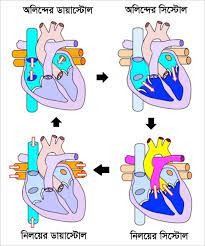 অলিন্দের ডায়াস্টোল
অলিন্দের সিস্টোল
নিলয়ের ডায়াস্টোল
নিলয়ের সিস্টোল